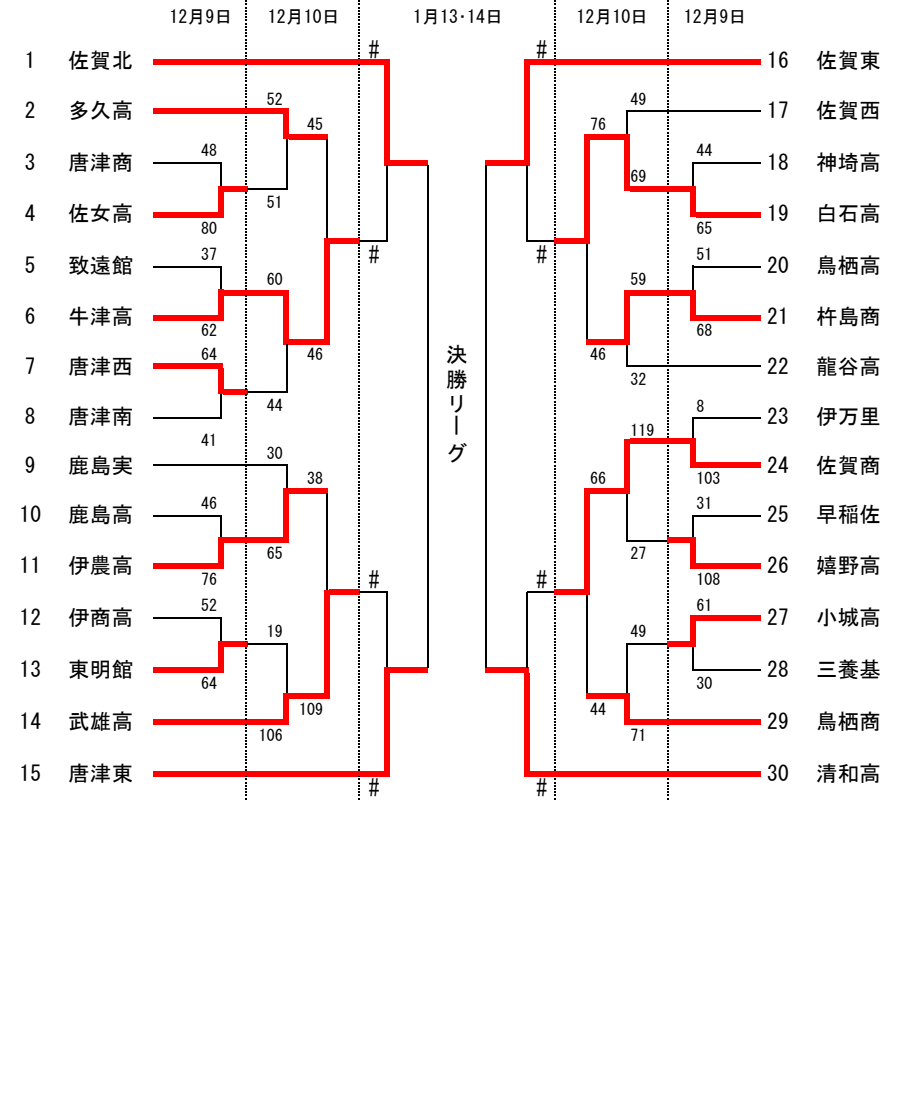 12月9日 12月10日 1月13・14日 12月10日 12月9日
# #
1 佐賀北 16 佐賀東
52 49
2 多久高 45 76 17 佐賀西
48 44
3 唐津商 18 神埼高
51 69
4 佐女高 19 白石高
80 65
37 # # 51
5 致遠館 60 59 20 鳥栖高
6 牛津高 21 杵島商
62 68
64 46 決勝リーグ 46
7 唐津西 22 龍谷高
44 32
8 唐津南 8 23 伊万里
41 119
30
9 鹿島実 38 66 24 佐賀商
103
46 31
10 鹿島高 25 早稲佐
65 27
11 伊農高 26 嬉野高
76 # # 108
52 61
12 伊商高 19 49 27 小城高
13 東明館 28 三養基
64 30
109 44
14 武雄高 29 鳥栖商
106 71
15 唐津東 30 清和高
# #